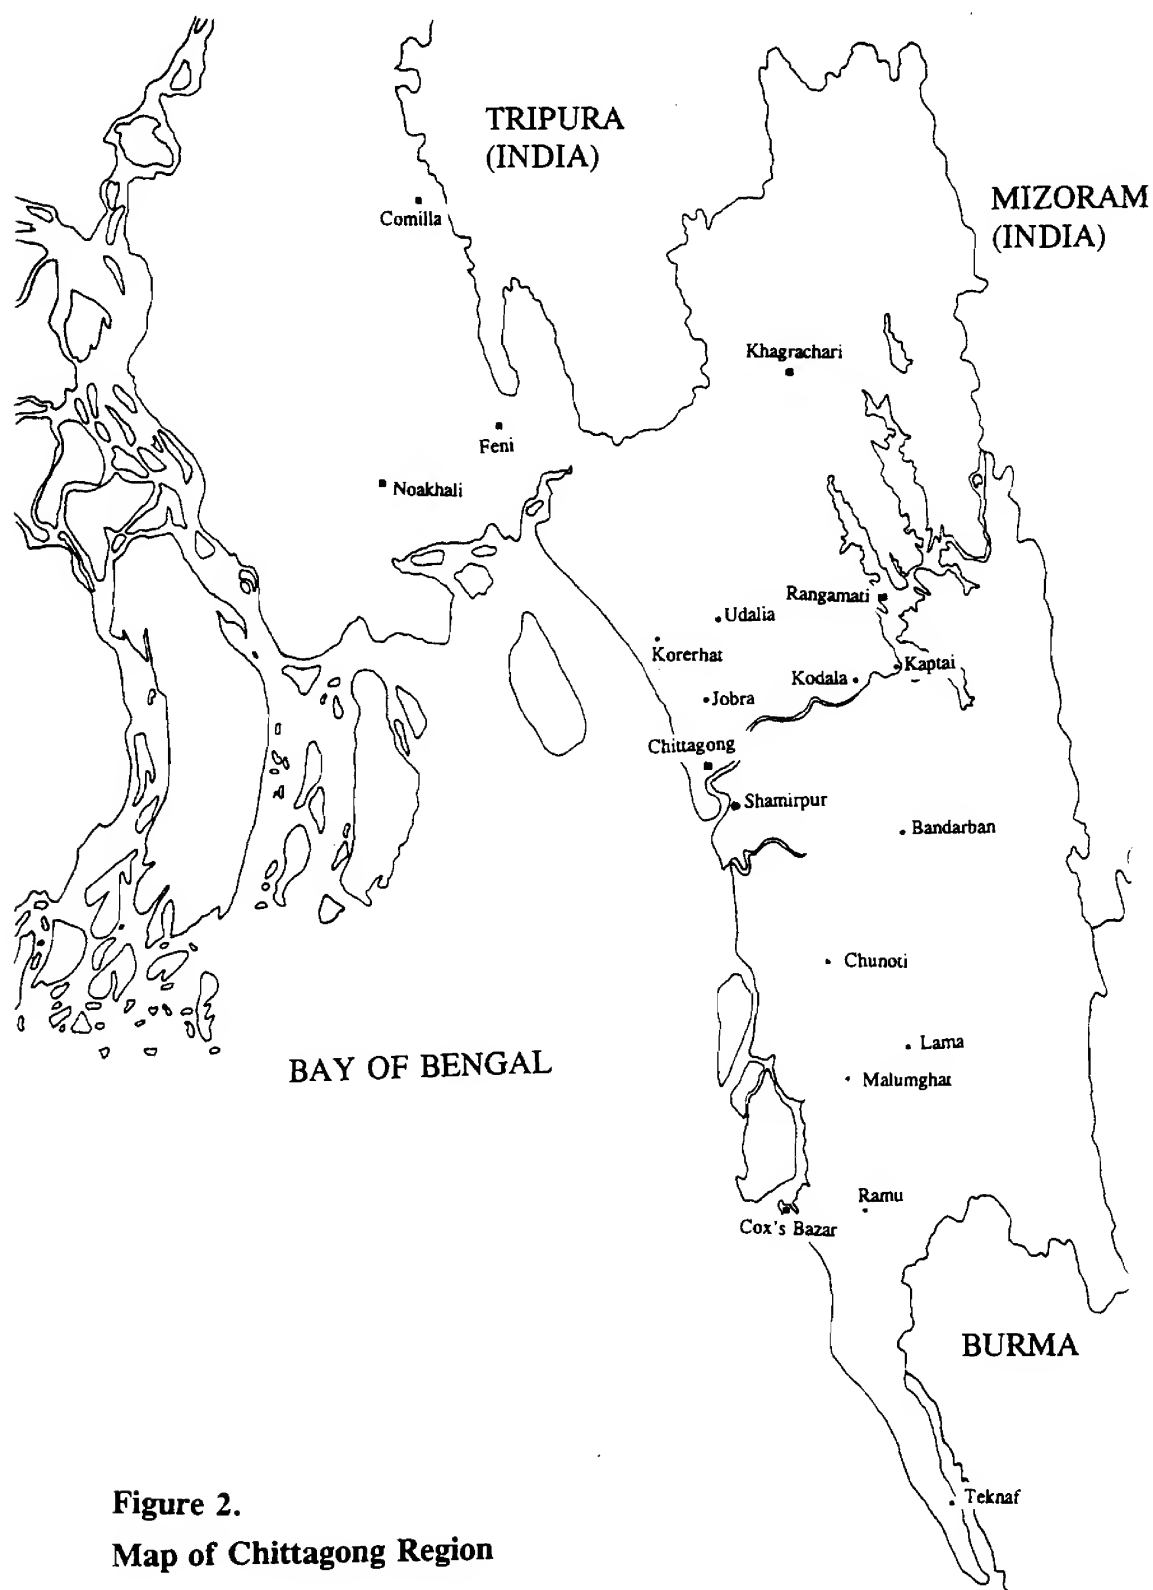 TRIPURA
(INDIA)
MIZORAM
(INDIA)
Comilla
Khagrachari
Feni
Noakhali
Rangamati
Udalia
Korerhat
Kaptai
Kodala
Jobra
Chittagong
Shamirpur
Bandarban
Chunoti
Lama
BAY OF BENGAL
Malumghat
Ramu
Cox's Bazar
BURMA
Teknaf
Figure 2.
Map of Chittagong Region